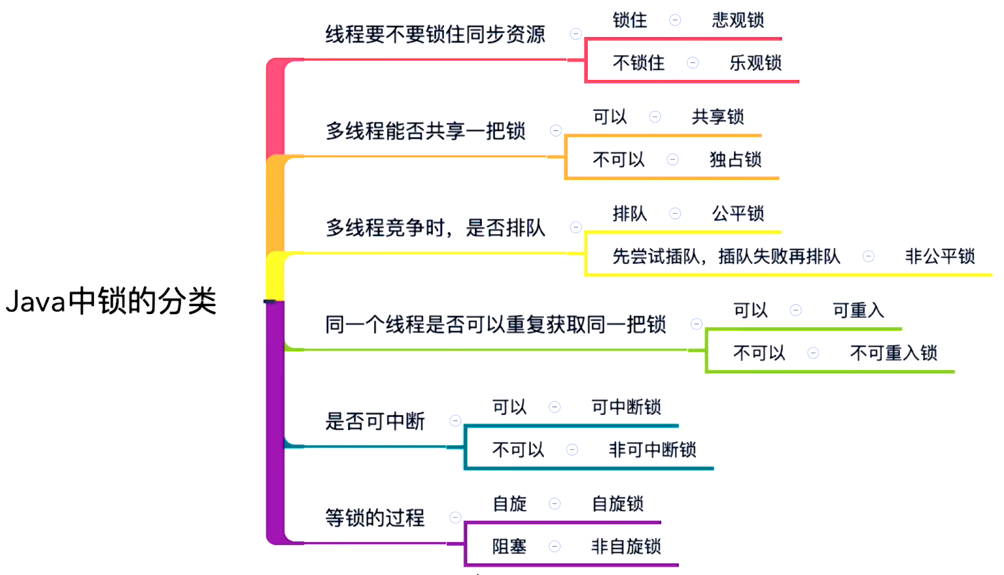 Java中锁的分类
线程要不要锁住同步资源
锁住 悲观锁
不锁住 乐观锁
多线程能否共享一把锁
可以 共享锁
不可以 独占锁
多线程竞争时，是否排队
排队 公平锁
先尝试插队，插队失败再排队 非公平锁
同一个线程是否可以重复获取同一把锁
可以 可重入
不可以 不可重入锁
是否可中断
可以 可中断锁
不可以 非可中断锁
等锁的过程
自旋 自旋锁
阻塞 非自旋锁